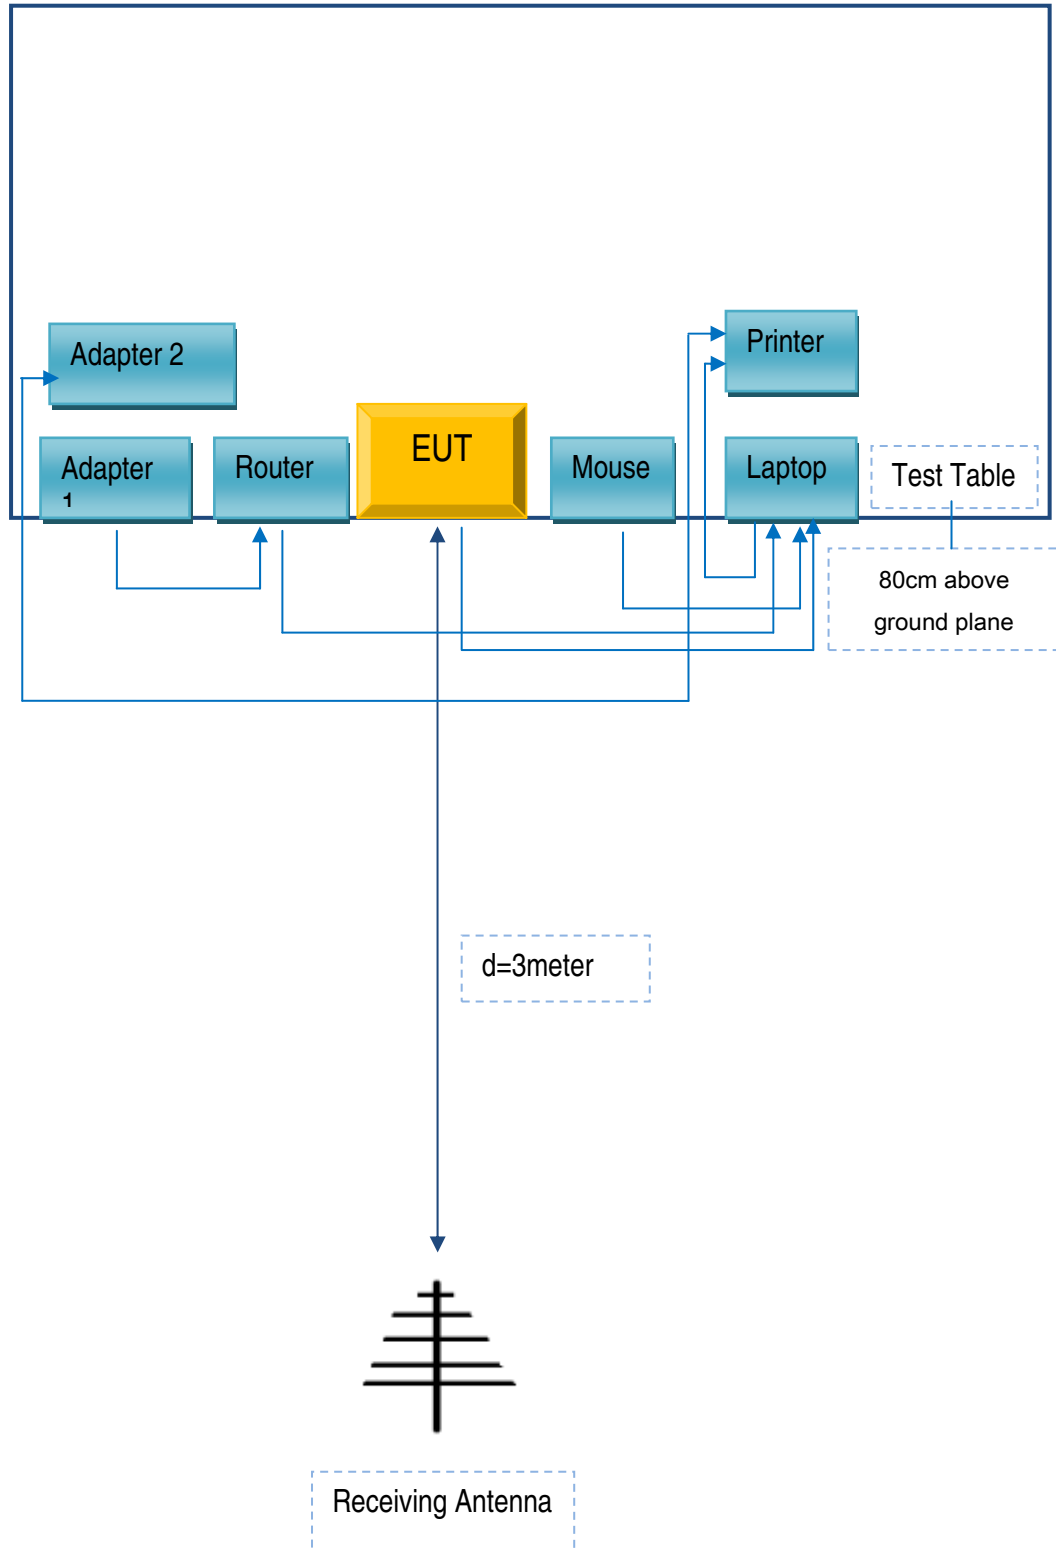 Adapter 2
Printer
EUT
Adapter
1
Router
Mouse
Laptop
Test Table
80cm above
ground plane
d=3meter
Receiving Antenna